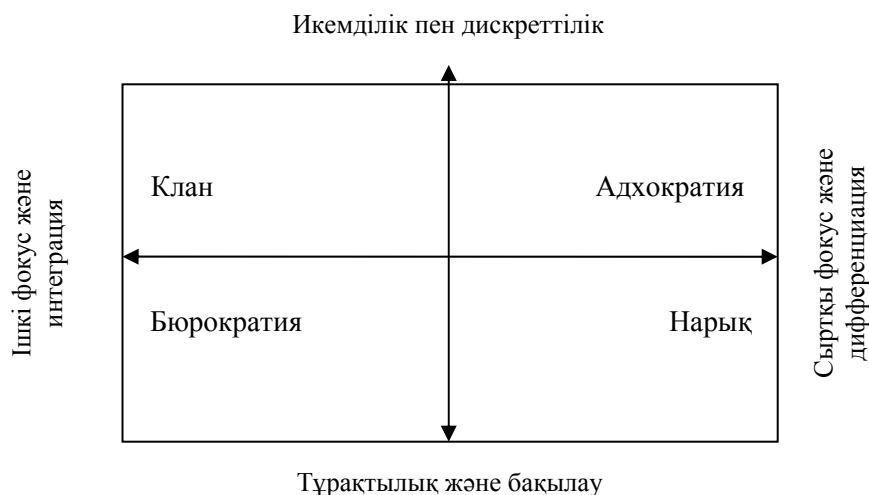 Икемділік пен дискреттілік
Ішкі фокус және
интеграция
Клан
Адхократия
Бюрократия
Нарық
Сыртқы фокус және
дифференциация
Тұрақтылық және бақылау